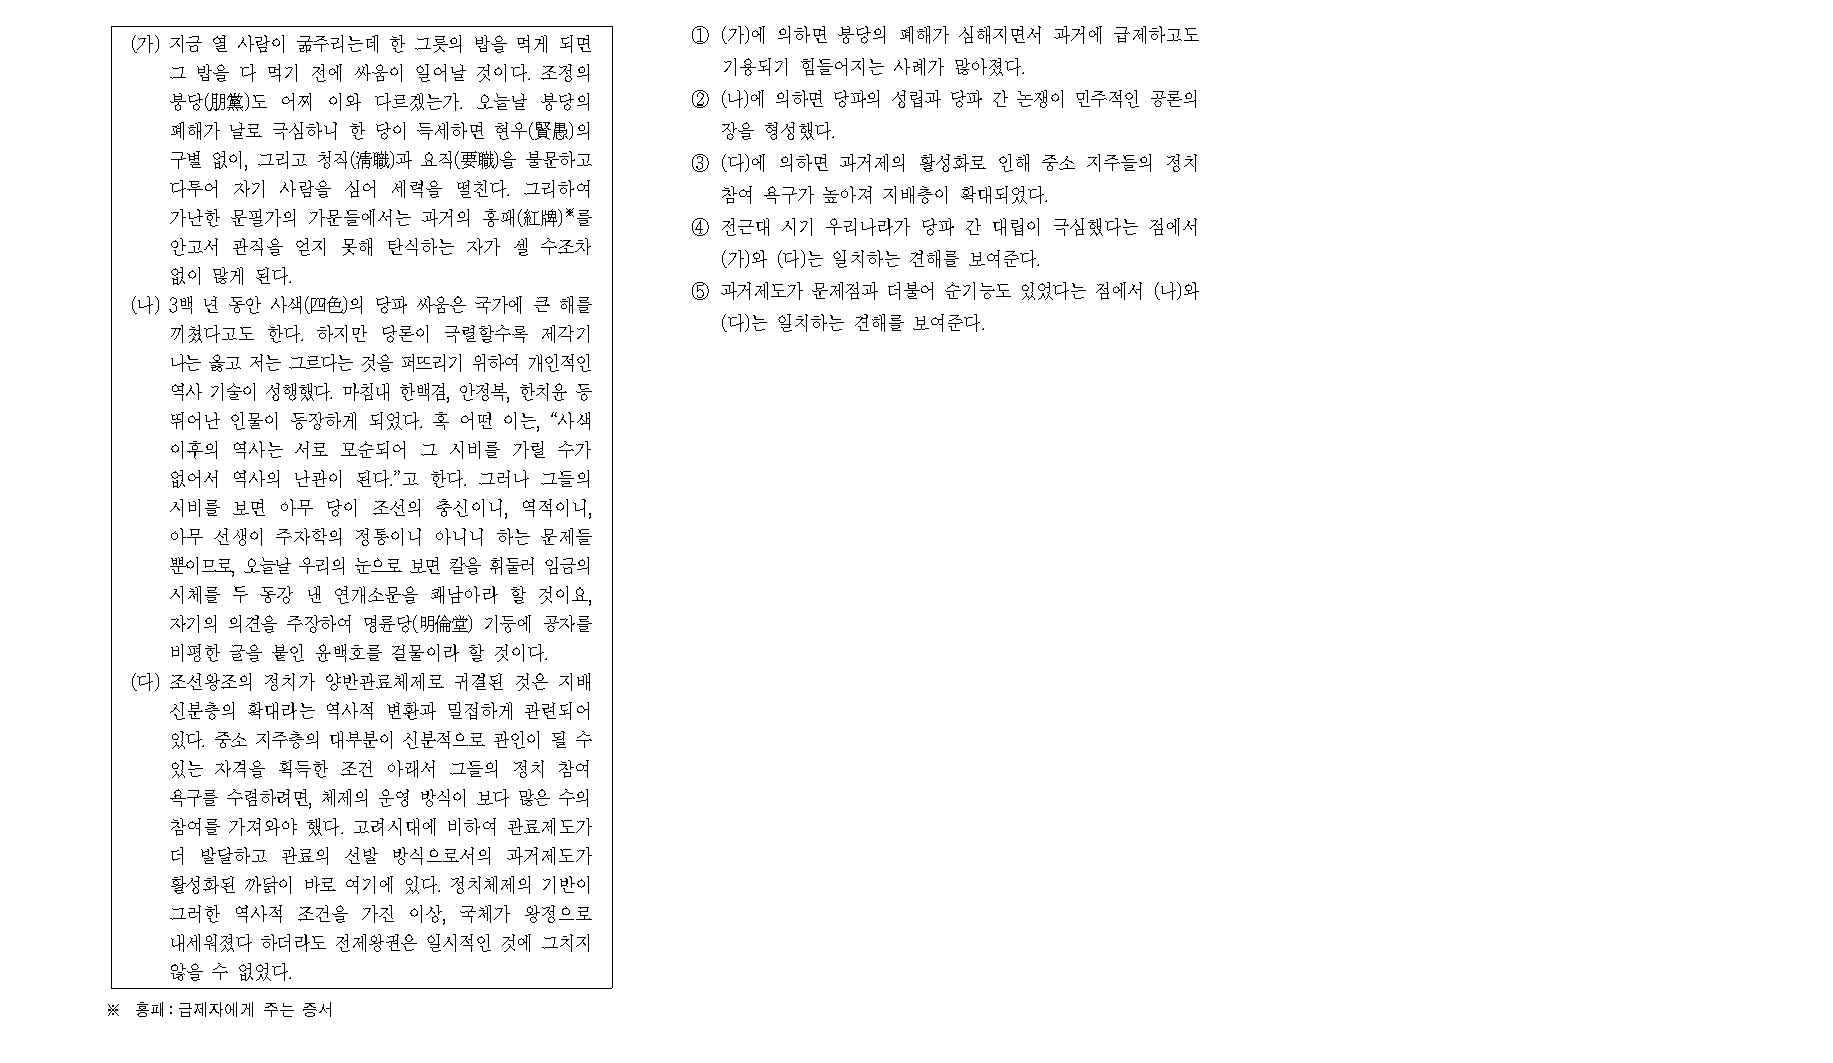 (가) 지금 열 사람이 굶주리는데 한 그릇의 밥을 먹게 되면
그 밥을 다 먹기 전에 싸움이 일어날 것이다. 조정의
붕당(朋黨)도 어찌 이와 다르겠는가. 오늘날 붕당의
폐해가 날로 극심하니 한 당이 득세하면 현우(賢愚)의
구별 없이, 그리고 청직(淸職)과 요직(要職)을 불문하고
다투어 자기 사람을 심어 세력을 떨친다. 그리하여
가난한 문필가의 가문들에서는 과거의 홍패(紅牌)※를
안고서 관직을 얻지 못해 탄식하는 자가 셀 수조차
없이 많게 된다.
(나) 3백 년 동안 사색(四色)의 당파 싸움은 국가에 큰 해를
끼쳤다고도 한다. 하지만 당론이 극렬할수록 제각기
나는 옳고 저는 그르다는 것을 퍼뜨리기 위하여 개인적인
역사 기술이 성행했다. 마침내 한백겸, 안정복, 한치윤 등
뛰어난 인물이 등장하게 되었다. 혹 어떤 이는, “사색
이후의 역사는 서로 모순되어 그 시비를 가릴 수가
없어서 역사의 난관이 된다.”고 한다. 그러나 그들의
시비를 보면 아무 당이 조선의 충신이니, 역적이니,
아무 선생이 주자학의 정통이니 아니니 하는 문제들
뿐이므로, 오늘날 우리의 눈으로 보면 칼을 휘둘러 임금의
시체를 두 동강 낸 연개소문을 쾌남아라 할 것이요,
자기의 의견을 주장하여 명륜당(明倫堂) 기둥에 공자를
비평한 글을 붙인 윤백호를 걸물이라 할 것이다.
(다) 조선왕조의 정치가 양반관료체제로 귀결된 것은 지배
신분층의 확대라는 역사적 변환과 밀접하게 관련되어
있다. 중소 지주층의 대부분이 신분적으로 관인이 될 수
있는 자격을 획득한 조건 아래서 그들의 정치 참여
욕구를 수렴하려면, 체제의 운영 방식이 보다 많은 수의
참여를 가져와야 했다. 고려시대에 비하여 관료제도가
더 발달하고 관료의 선발 방식으로서의 과거제도가
활성화된 까닭이 바로 여기에 있다. 정치체제의 기반이
그러한 역사적 조건을 가진 이상, 국체가 왕정으로
내세워졌다 하더라도 전제왕권은 일시적인 것에 그치지
않을 수 없었다.
※ 홍패 : 급제자에게 주는 증서
① (가)에 의하면 붕당의 폐해가 심해지면서 과거에 급제하고도
기용되기 힘들어지는 사례가 많아졌다.
② (나)에 의하면 당파의 성립과 당파 간 논쟁이 민주적인 공론의
장을 형성했다.
③ (다)에 의하면 과거제의 활성화로 인해 중소 지주들의 정치
참여 욕구가 높아져 지배층이 확대되었다.
④ 전근대 시기 우리나라가 당파 간 대립이 극심했다는 점에서
(가)와 (다)는 일치하는 견해를 보여준다.
⑤ 과거제도가 문제점과 더불어 순기능도 있었다는 점에서 (나)와
(다)는 일치하는 견해를 보여준다.